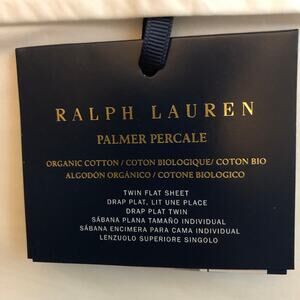 RALPH LAUREN
PALMER PERCALE
ORGANIC COTTON / COTON BIOLOGIQUE/ COTON BIO
ALGODÓN ORGÁNICO / COTONE BIOLOGICO
TWIN FLAT SHEET
DRAP PLAT, LIT UNE PLACE
DRAP PLAT TWIN
SÁBANA PLANA TAMAÑO INDIVIDUAL
SÁBANA ENCIMERA PARA CAMA INDIVIDUAL
LENZUOLO SUPERIORE SINGOLO